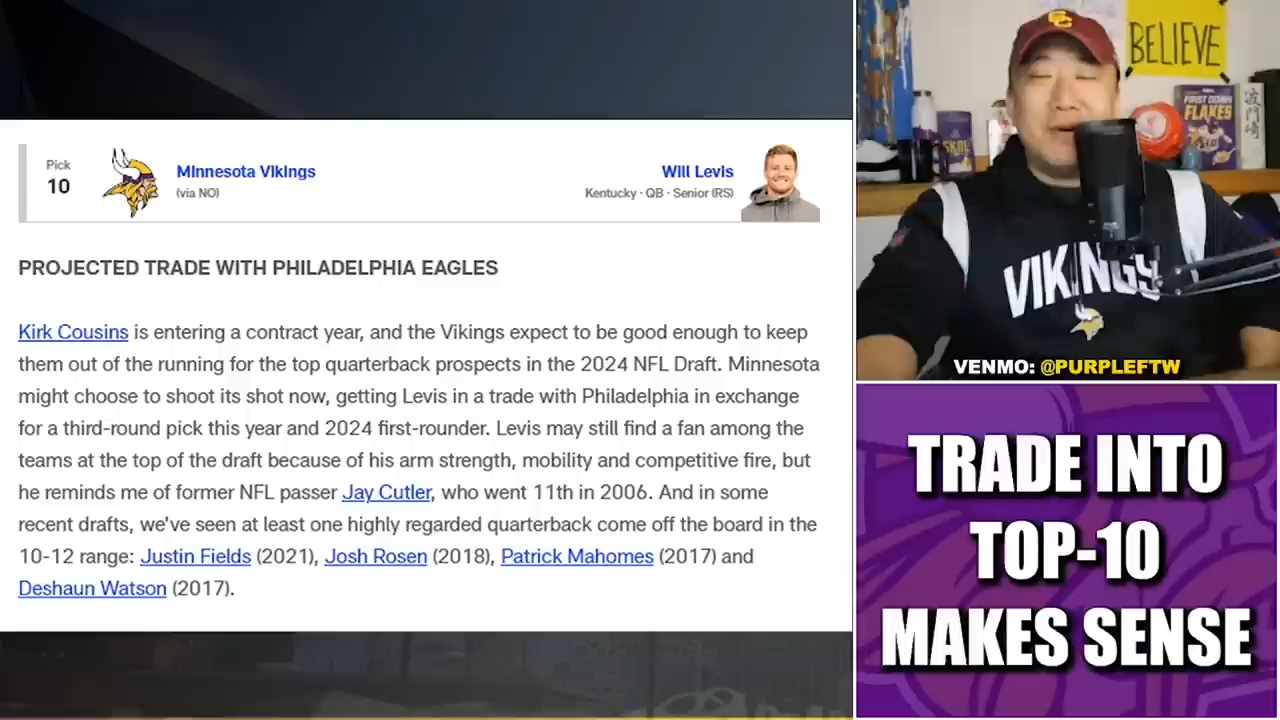 Pick
10
Minnesota Vikings
(via NO)
Will Levis
Kentucky · QB · Senior (RS)
PROJECTED TRADE WITH PHILADELPHIA EAGLES
Kirk Cousins is entering a contract year, and the Vikings expect to be good enough to keep
them out of the running for the top quarterback prospects in the 2024 NFL Draft. Minnesota
might choose to shoot its shot now, getting Levis in a trade with Philadelphia in exchange
for a third-round pick this year and 2024 first-rounder. Levis may still find a fan among the
teams at the top of the draft because of his arm strength, mobility and competitive fire, but
he reminds me of former NFL passer Jay Cutler, who went 11th in 2006. And in some
recent drafts, we've seen at least one highly regarded quarterback come off the board in the
10-12 range: Justin Fields (2021), Josh Rosen (2018), Patrick Mahomes (2017) and
Deshaun Watson (2017).
BELIEVE
FIRST DOWN
FLAKES
SKOL
波門崎
VIKINGS
VENMO: @PURPLEFTW
TRADE INTO
TOP-10
MAKES SENSE